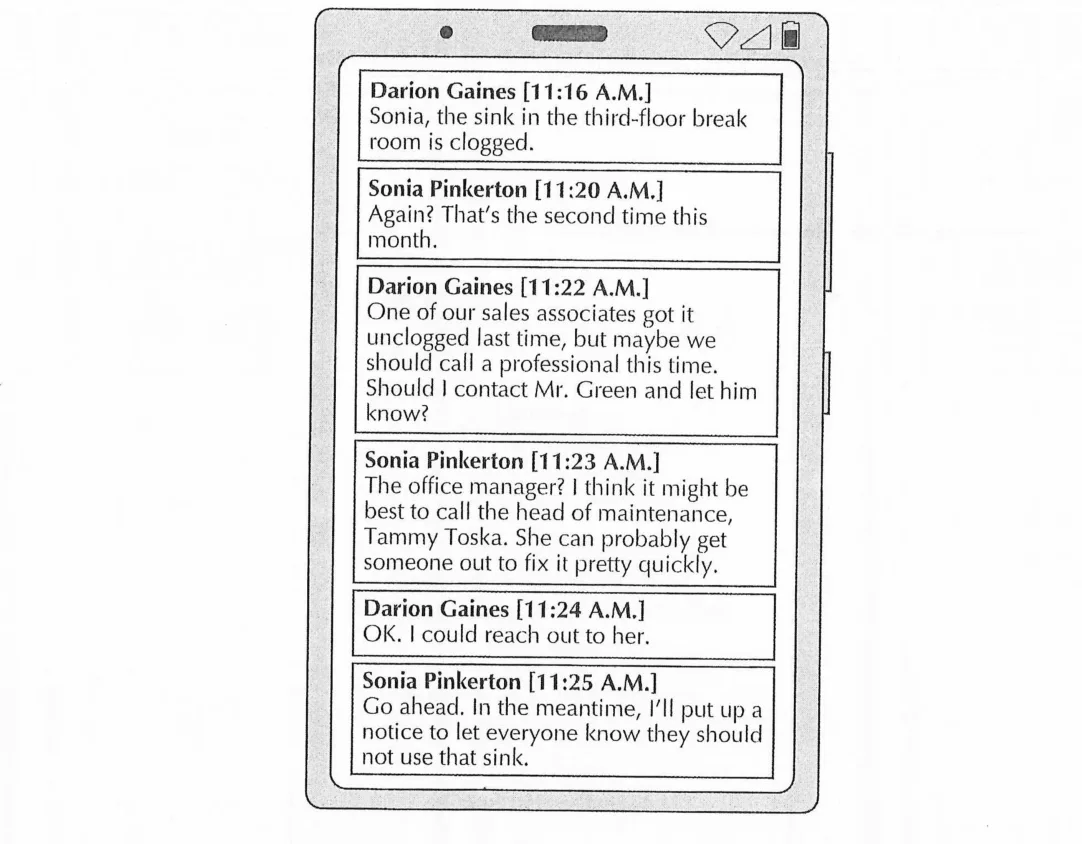 Darion Gaines [11:16 A.M.]
Sonia, the sink in the third-floor break
room is clogged.
Sonia Pinkerton [11:20 A.M.]
Again? That's the second time this
month.
Darion Gaines [11:22 A.M.]
One of our sales associates got it
unclogged last time, but maybe we
should call a professional this time.
Should I contact Mr. Green and let him
know?
Sonia Pinkerton [11:23 A.M.]
The office manager? I think it might be
best to call the head of maintenance,
Tammy Toska. She can probably get
someone out to fix it pretty quickly.
Darion Gaines [11:24 A.M.]
OK. I could reach out to her.
Sonia Pinkerton [11:25 A.M.]
Go ahead. In the meantime, I'll put up a
notice to let everyone know they should
not use that sink.